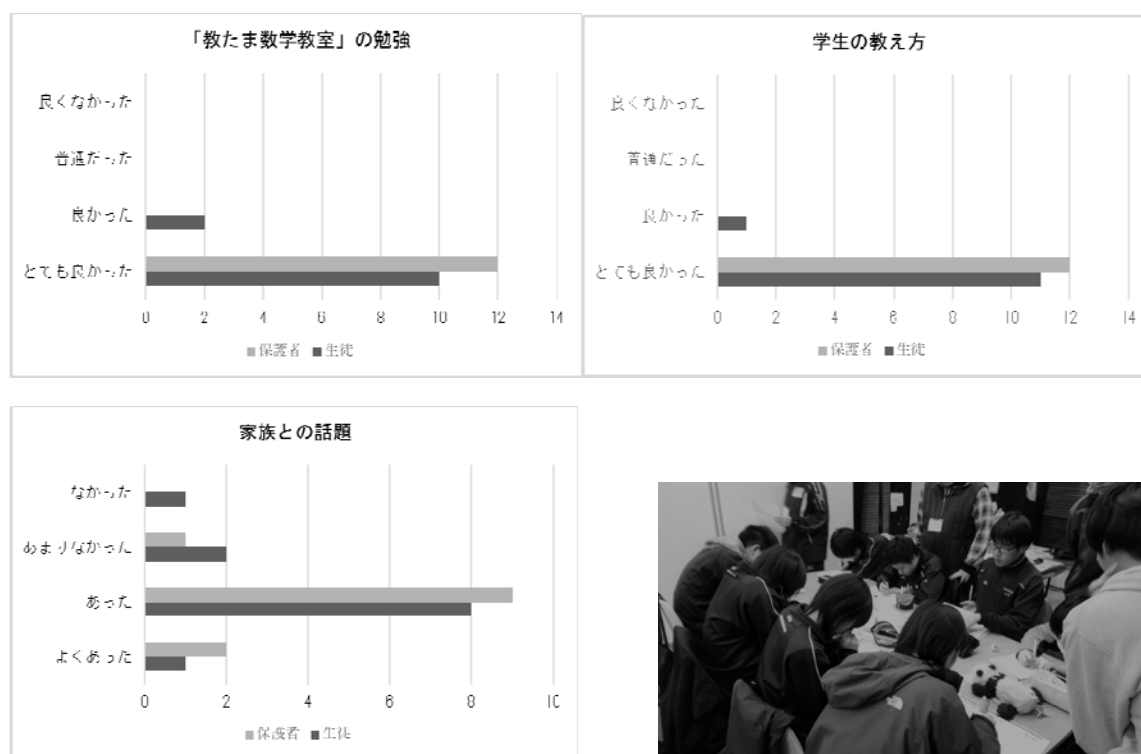 「教たま数学教室」の勉強
良くなかった
普通だった
良かった
とても良かった
0 2 4 6 8 10 12 14
■保護者 ■生徒
学生の教え方
良くなかった
普通だった
良かった
とても良かった
0 2 4 6 8 10 12 14
■保護者 ■生徒
家族との話題
なかった
あまりなかった
あった
よくあった
0 2 4 6 8 10
■保護者 ■生徒